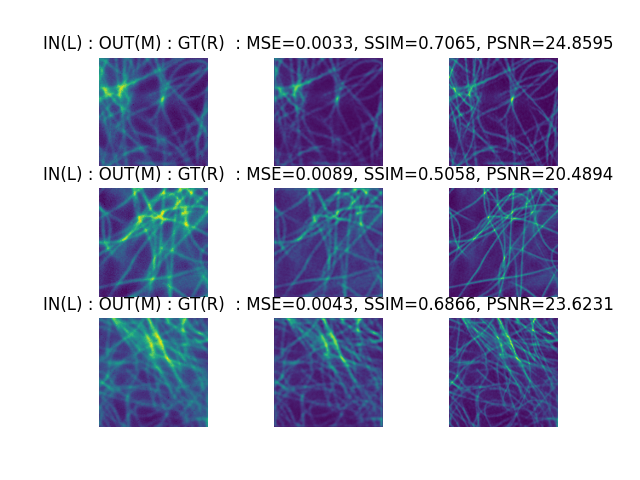 IN(L) : OUT(M) : GT(R)  : MSE=0.0033, SSIM=0.7065, PSNR=24.8595
IN(L) : OUT(M) : GT(R)  : MSE=0.0089, SSIM=0.5058, PSNR=20.4894
IN(L) : OUT(M) : GT(R)  : MSE=0.0043, SSIM=0.6866, PSNR=23.6231